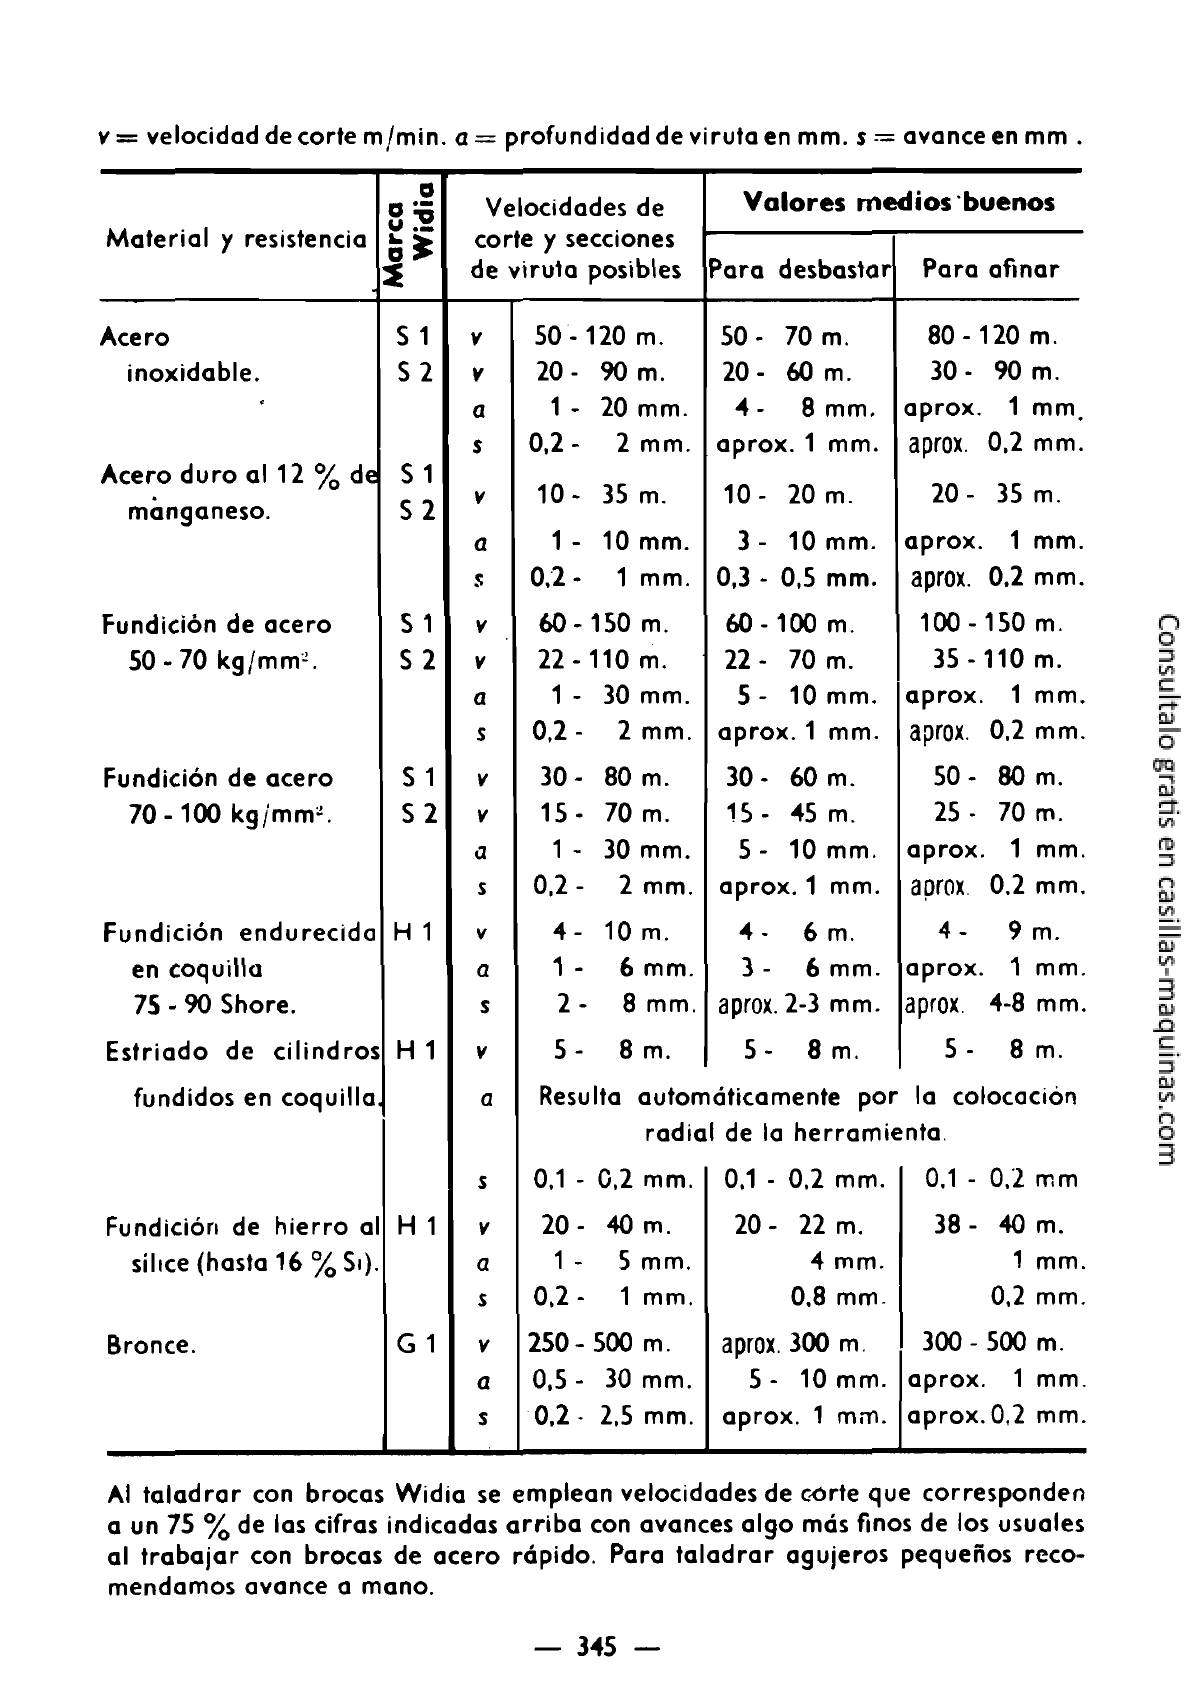 v = velocidad de corte m/min. a = profundidad de viruta en mm. s = avance en mm .
Material y resistencia
Marca
Widia
Velocidades de
corte y secciones
de viruta posibles
Valores medios buenos
Para desbastar
Para afinar
Acero S 1 v 50 - 120 m. 50 - 70 m. 80 - 120 m.
inoxidable. S 2 v 20 - 90 m. 20 - 60 m. 30 - 90 m.
a 1 - 20 mm. 4 - 8 mm. aprox. 1 mm.
s 0,2 - 2 mm. aprox. 1 mm. aprox. 0,2 mm.
Acero duro al 12 % de S 1
v 10 - 35 m. 10 - 20 m. 20 - 35 m.
mánganeso. S 2
a 1 - 10 mm. 3 - 10 mm. aprox. 1 mm.
s 0,2 - 1 mm. 0,3 - 0,5 mm. aprox. 0,2 mm.
Fundición de acero S 1 v 60 - 150 m. 60 - 100 m. 100 - 150 m.
50 - 70 kg/mm². S 2 v 22 - 110 m. 22 - 70 m. 35 - 110 m.
a 1 - 30 mm. 5 - 10 mm. aprox. 1 mm.
s 0,2 - 2 mm. aprox. 1 mm. aprox. 0,2 mm.
Fundición de acero S 1 v 30 - 80 m. 30 - 60 m. 50 - 80 m.
70 - 100 kg/mm². S 2 v 15 - 70 m. 15 - 45 m. 25 - 70 m.
a 1 - 30 mm. 5 - 10 mm. aprox. 1 mm.
s 0,2 - 2 mm. aprox. 1 mm. aprox. 0,2 mm.
Fundición endurecida H 1 v 4 - 10 m. 4 - 6 m. 4 - 9 m.
en coquilla a 1 - 6 mm. 3 - 6 mm. aprox. 1 mm.
75 - 90 Shore. s 2 - 8 mm. aprox. 2-3 mm. aprox. 4-8 mm.
Estriado de cilindros H 1 v 5 - 8 m. 5 - 8 m. 5 - 8 m.
fundidos en coquilla. a Resulta automáticamente por la colocación
radial de la herramienta.
s 0,1 - 0,2 mm. 0,1 - 0,2 mm. 0,1 - 0,2 mm
Fundición de hierro al H 1 v 20 - 40 m. 20 - 22 m. 38 - 40 m.
silice (hasta 16 % Si). a 1 - 5 mm. 4 mm. 1 mm.
s 0,2 - 1 mm. 0,8 mm. 0,2 mm.
Bronce. G 1 v 250 - 500 m. aprox. 300 m. 300 - 500 m.
a 0,5 - 30 mm. 5 - 10 mm. aprox. 1 mm.
s 0,2 - 2,5 mm. aprox. 1 mm. aprox. 0,2 mm.
Al taladrar con brocas Widia se emplean velocidades de corte que corresponden
a un 75 % de las cifras indicadas arriba con avances algo más finos de los usuales
al trabajar con brocas de acero rápido. Para taladrar agujeros pequeños reco-
mendamos avance a mano.
— 345 —
Consultalo gratis en casillas-maquinas.com